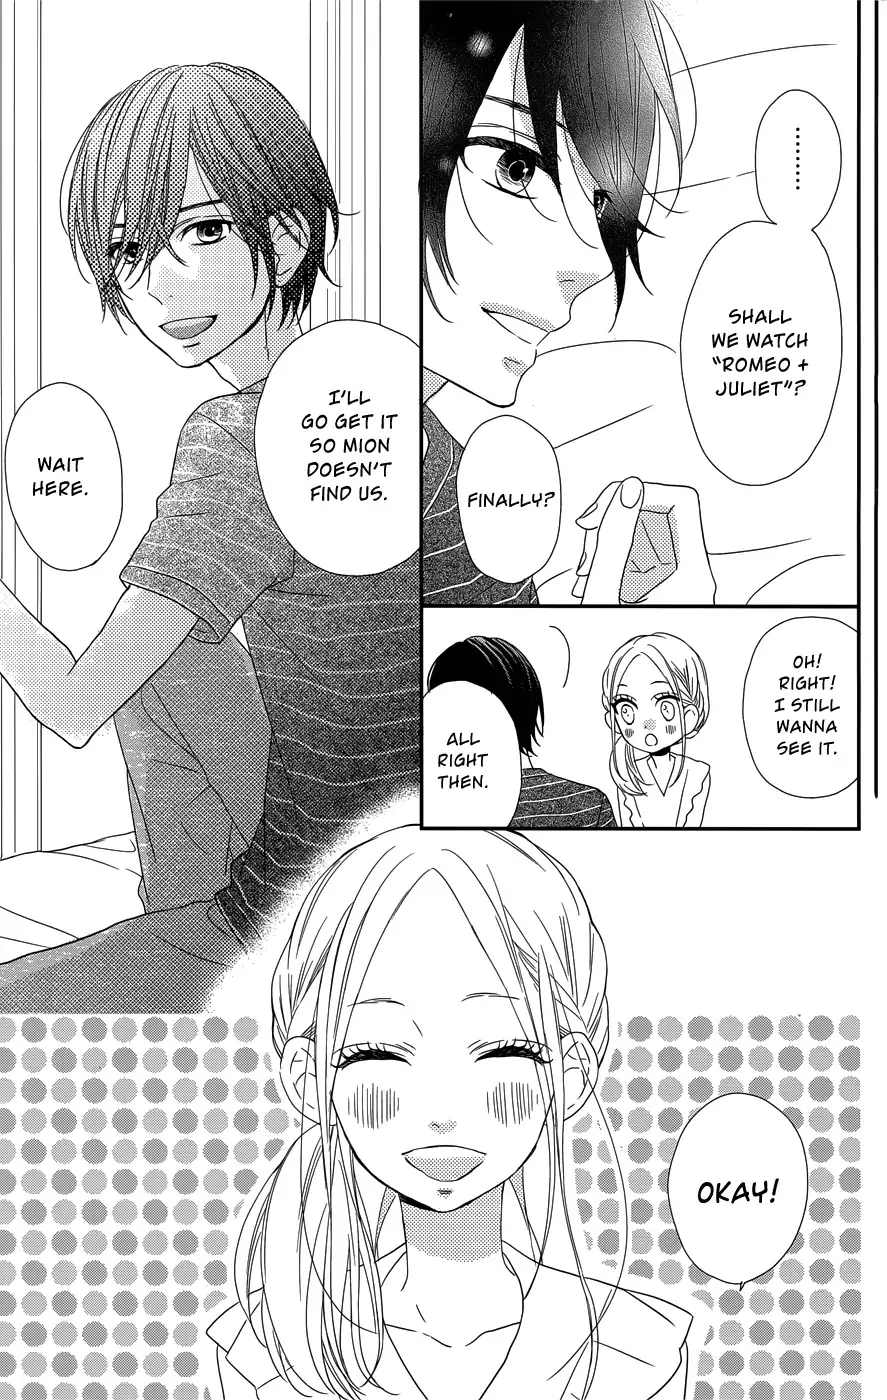 ………
SHALL
WE WATCH
"ROMEO +
JULIET"?
FINALLY?
OH!
RIGHT!
I STILL
WANNA
SEE IT.
ALL
RIGHT
THEN.
I'LL
GO GET IT
SO MION
DOESN'T
FIND US.
WAIT
HERE.
OKAY!